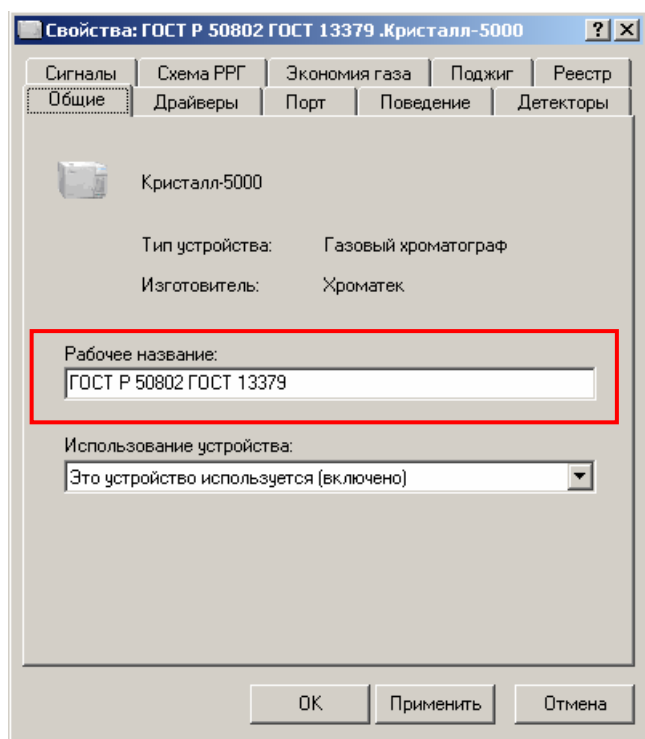 Свойства: ГОСТ Р 50802 ГОСТ 13379 .Кристалл-5000
Сигналы Схема РРГ Экономия газа Поджиг Реестр
Общие Драйверы Порт Поведение Детекторы
Кристалл-5000
Тип устройства: Газовый хроматограф
Изготовитель: Хроматек
Рабочее название:
ГОСТ Р 50802 ГОСТ 13379
Использование устройства:
Это устройство используется (включено)
ОК Применить Отмена